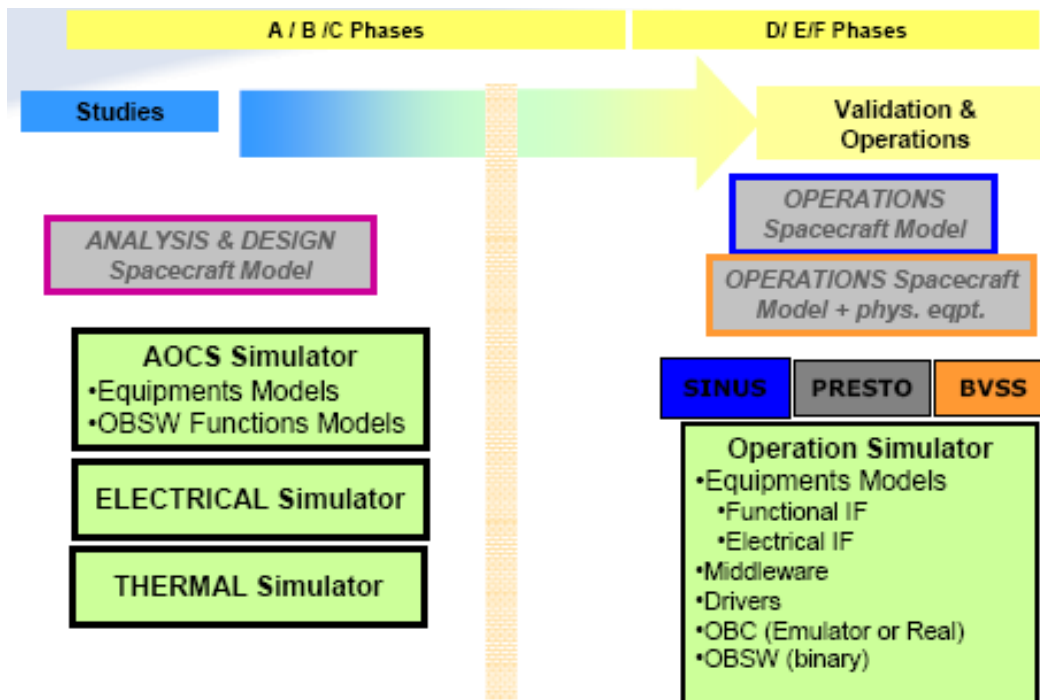 A / B /C Phases
D/ E/F Phases
Studies
Validation &
Operations
ANALYSIS & DESIGN
Spacecraft Model
OPERATIONS
Spacecraft Model
OPERATIONS Spacecraft
Model + phys. eqpt.
AOCS Simulator
•Equipments Models
•OBSW Functions Models
ELECTRICAL Simulator
THERMAL Simulator
SINUS
PRESTO
BVSS
Operation Simulator
•Equipments Models
•Functional IF
•Electrical IF
•Middleware
•Drivers
•OBC (Emulator or Real)
•OBSW (binary)